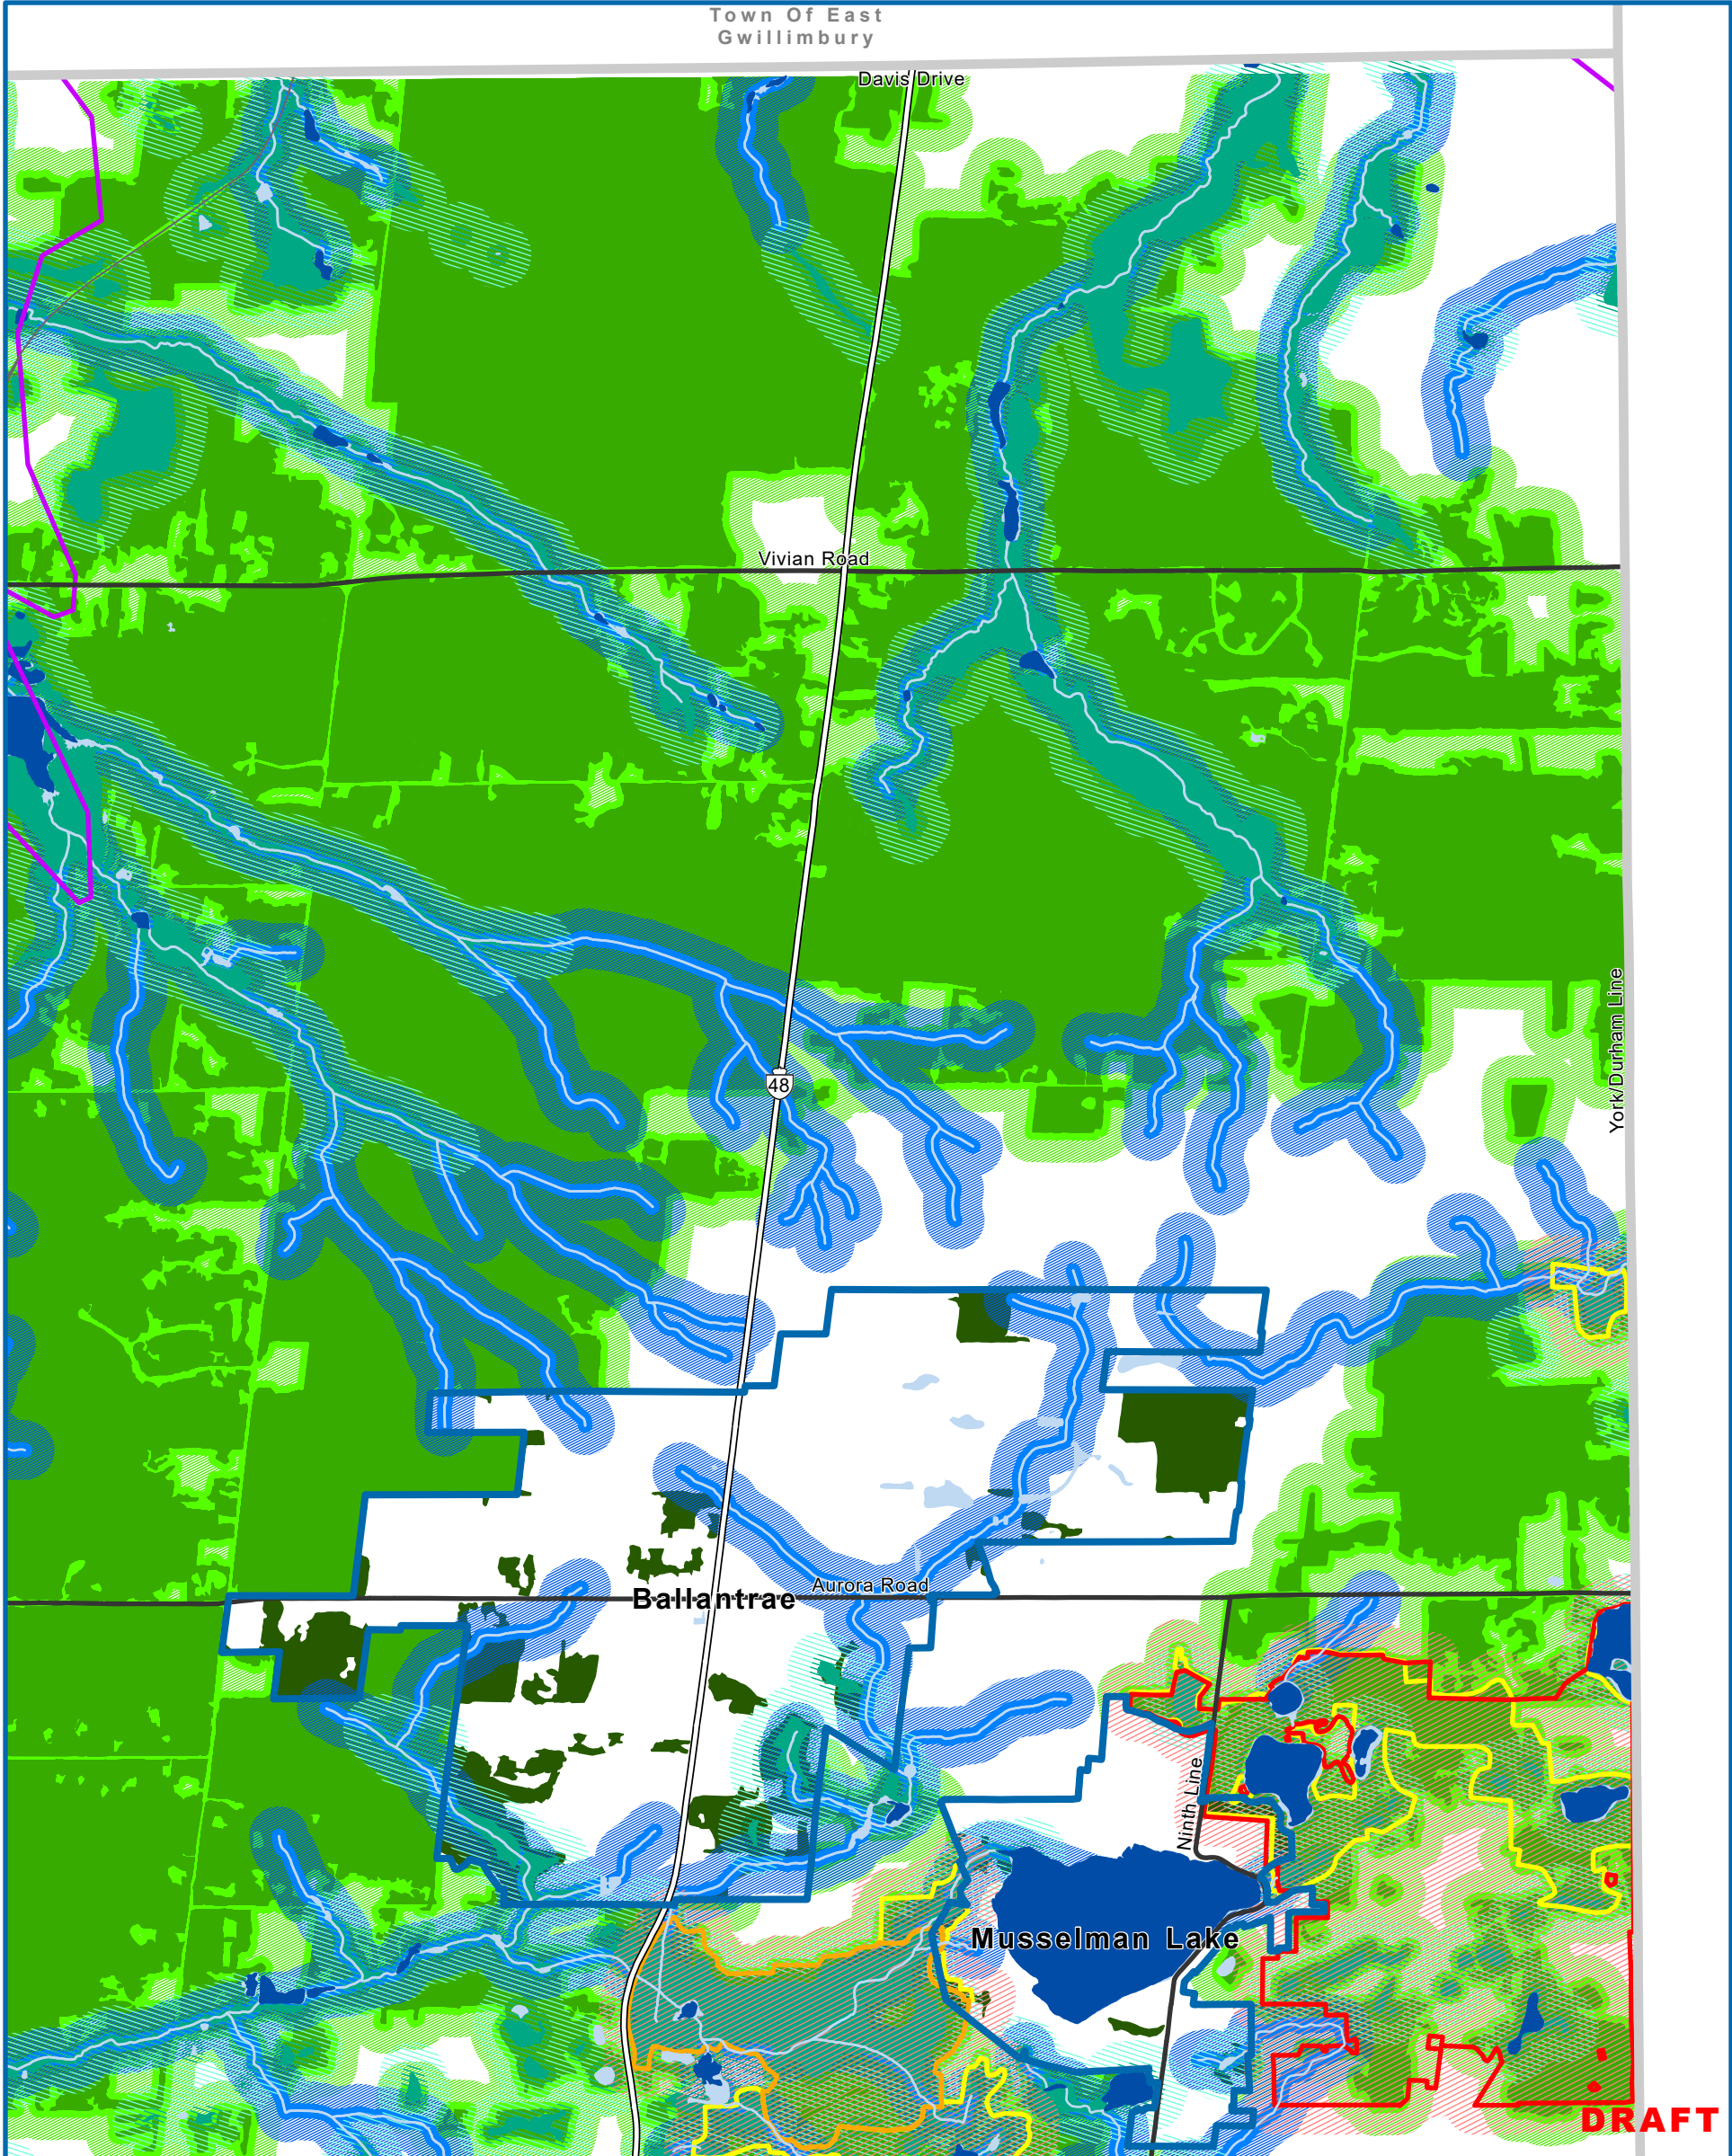 Town Of East
Gwillimbury
Davis Drive
Vivian Road
York/Durham Line
48
Aurora Road
Ballantrae
Ninth Line
Musselman Lake
DRAFT